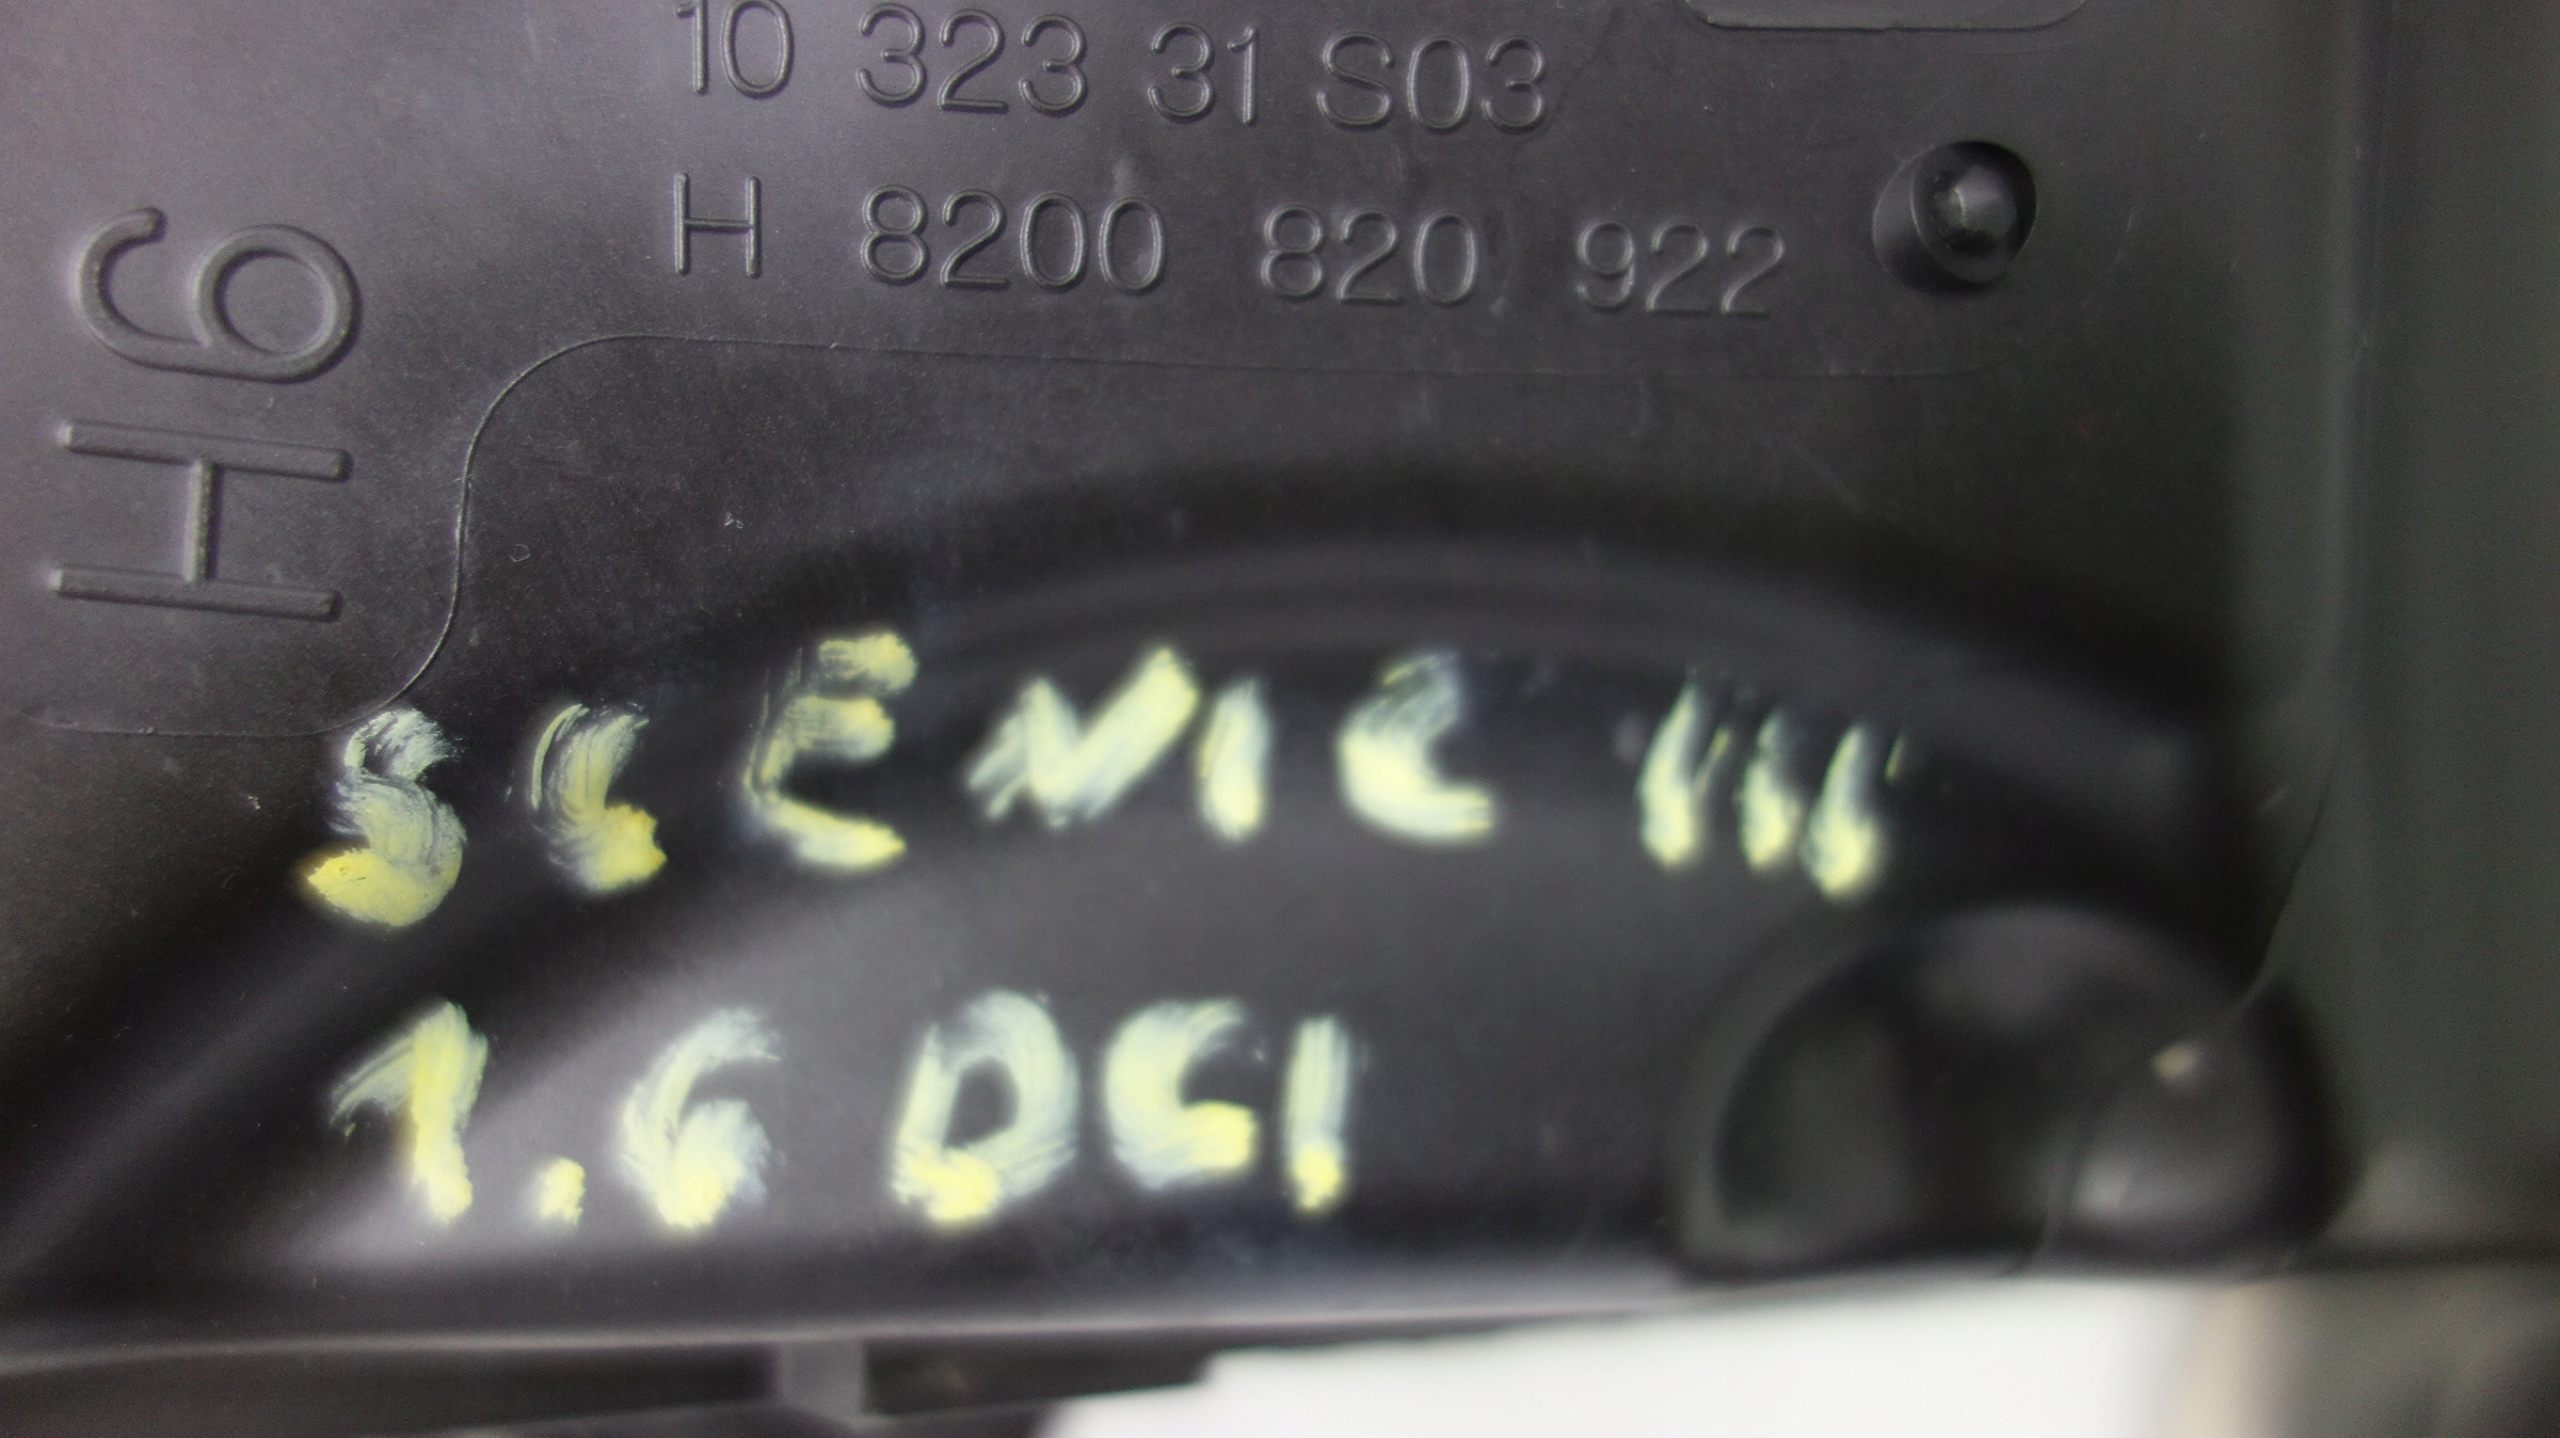 10 323 31 S03
H 8200 820 922
H6
SCENIC III
1.6 DCI